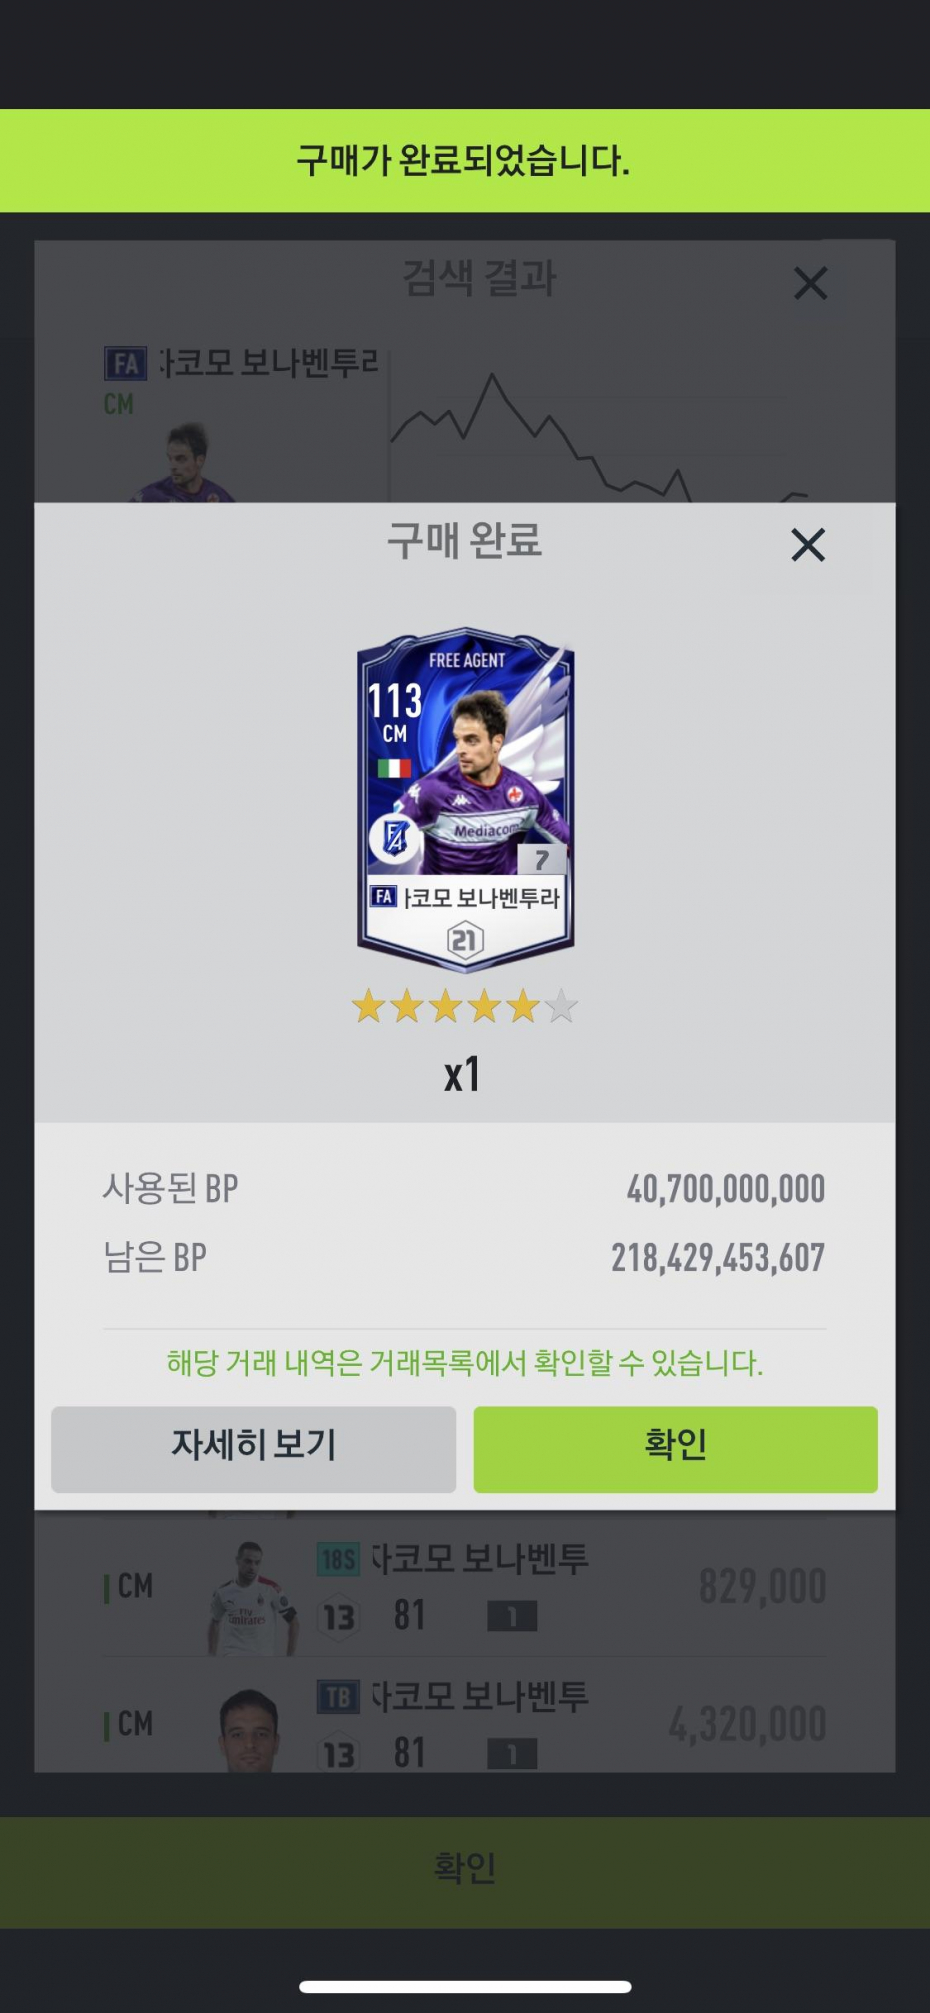 구매가 완료되었습니다.
검색 결과
FA 코모 보나벤투라
CM
구매 완료
FREE AGENT
113
CM
FA
Mediacom
7
FA 코모 보나벤투라
21
x1
사용된 BP 40,700,000,000
남은 BP 218,429,453,607
해당 거래 내역은 거래목록에서 확인할 수 있습니다.
자세히 보기 확인
CM 18S 코모 보나벤투 829,000
Fly Emirates
13 81 1
CM TB 코모 보나벤투 4,320,000
13 81 1
확인